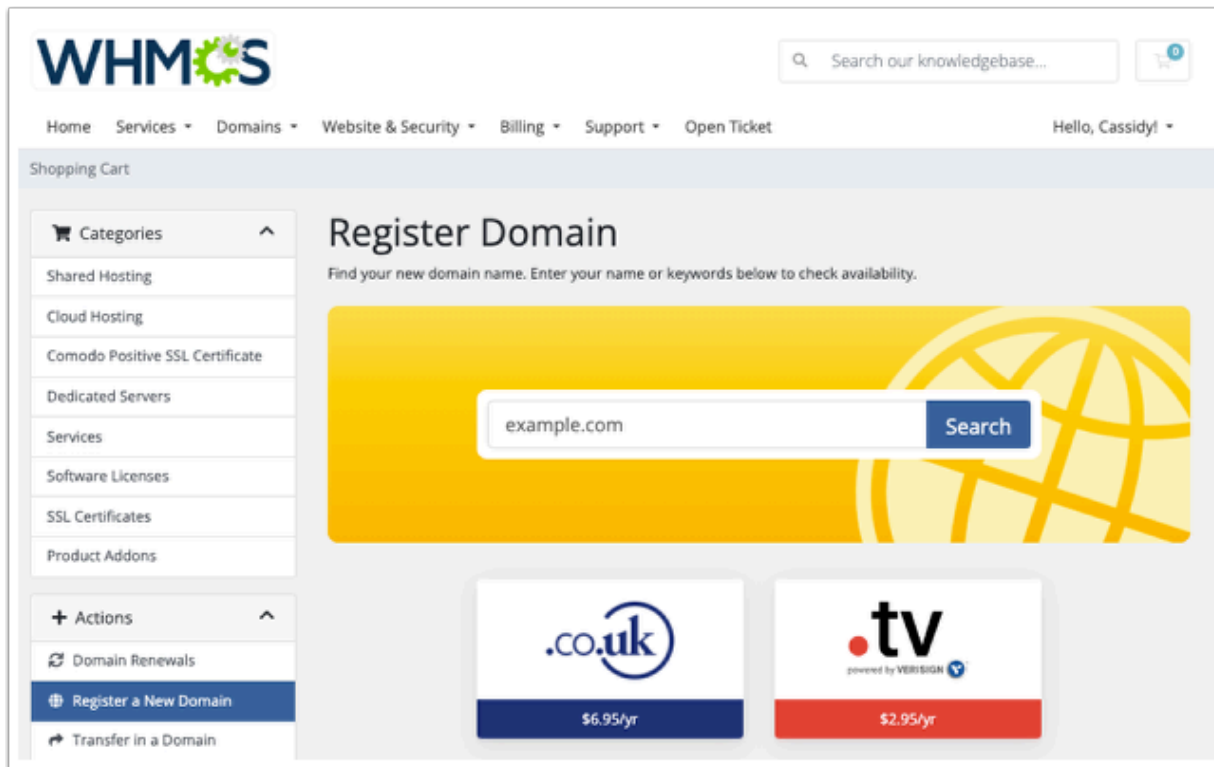 WHMCS
Search our knowledgebase...
0
Home Services Domains Website & Security Billing Support Open Ticket Hello, Cassidy!
Shopping Cart
Categories
Shared Hosting
Cloud Hosting
Comodo Positive SSL Certificate
Dedicated Servers
Services
Software Licenses
SSL Certificates
Product Addons
Actions
Domain Renewals
Register a New Domain
Transfer in a Domain
Register Domain
Find your new domain name. Enter your name or keywords below to check availability.
example.com Search
.co.uk
$6.95/yr
.tv
powered by VERISIGN
$2.95/yr